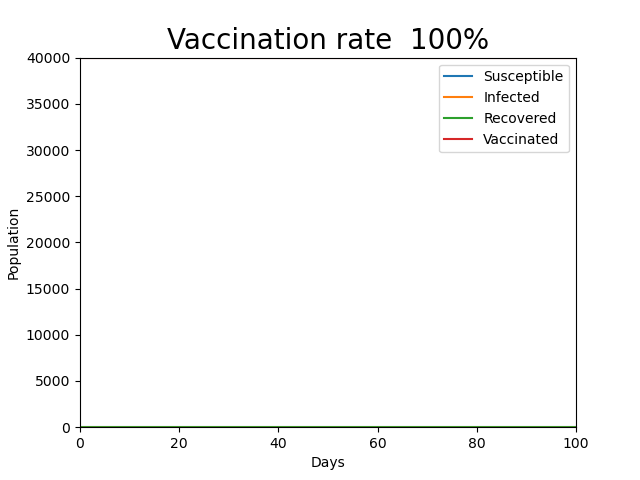 Vaccination rate  100%
40000
35000
30000
25000
20000
15000
10000
5000
0
Population
Susceptible
Infected
Recovered
Vaccinated
0 20 40 60 80 100
Days